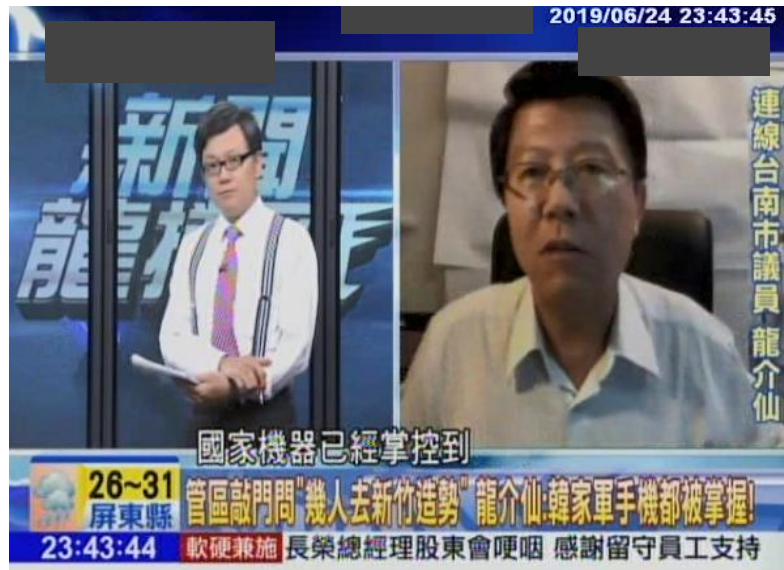 2019/06/24 23:43:45
新聞
龍捲
連線台南市議員 龍介仙
國家機器已經掌控到
26~31
屏東縣
管區敲門問"幾人去新竹造勢" 龍介仙:韓家軍手機都被掌握!
23:43:44
軟硬兼施
長榮總經理股東會哽咽 感謝留守員工支持